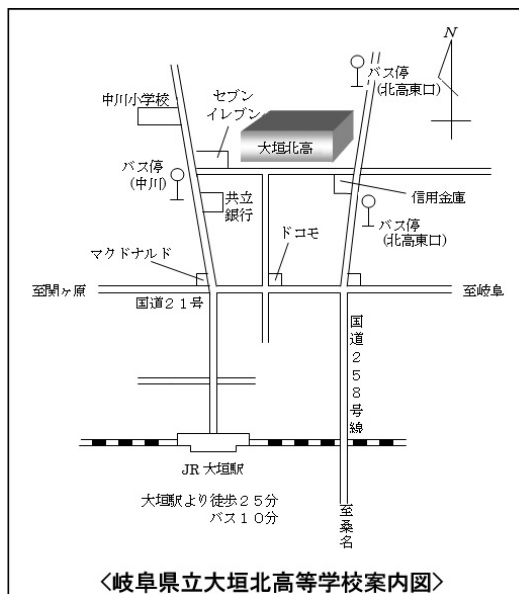 N
バス停
(北高東口)
中川小学校
セブン
イレブン
大垣北高
バス停
(中川)
信用金庫
共立
銀行
バス停
(北高東口)
マクドナルド
ドコモ
至関ヶ原
国道21号
至岐阜
国道258号線
JR 大垣駅
大垣駅より徒歩25分
バス10分
至桑名
<岐阜県立大垣北高等学校案内図>